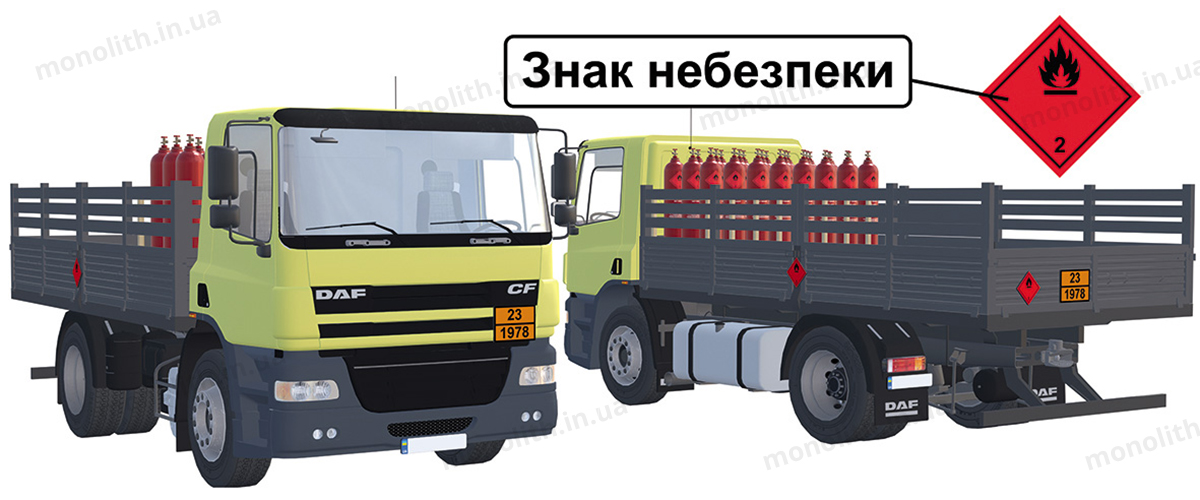 monolith.in.ua
Знак небезпеки
2
monolith.in.ua
monolith.in.ua
DAF
CF
23
1978
23
1978
DAF
DAF
monolith.in.ua
monolith.in.ua
monolith.in.ua